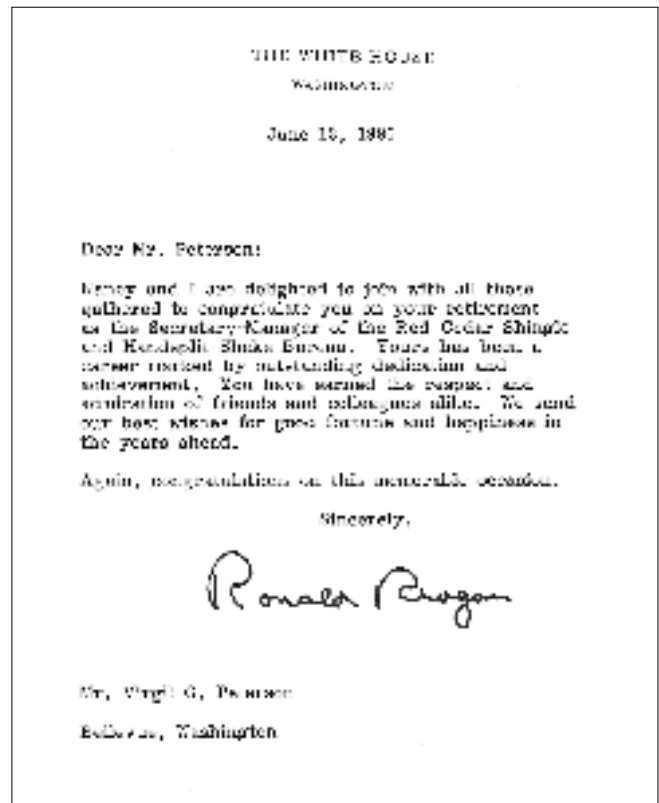 THE WHITE HOUSE
WASHINGTON
June 13,
Dear Mr. Peterson:
Nancy and I are delighted to join with all those
gathered to congratulate you on your retirement
as the Secretary-Manager of the Red Cedar Shingle
and Handsplit Shake Bureau. Yours has been a
career marked by outstanding dedication and
achievement. You have earned the respect and
admiration of friends and colleagues alike. We send
our best wishes for good fortune and happiness in
the years ahead.
Again, congratulations on this memorable occasion.
Sincerely,
Ronald Reagan
Mr. Virgil G. Peterson
Bellevue, Washington